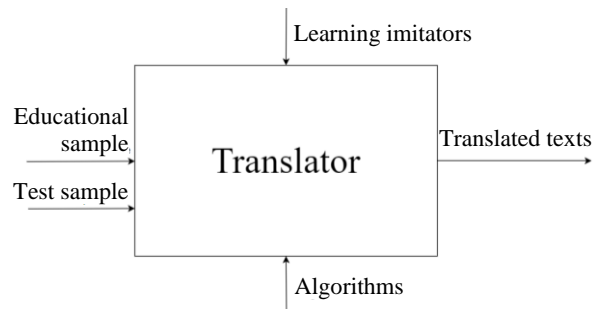 Learning imitators
Educational
sample
Translated texts
Translator
Test sample
Algorithms